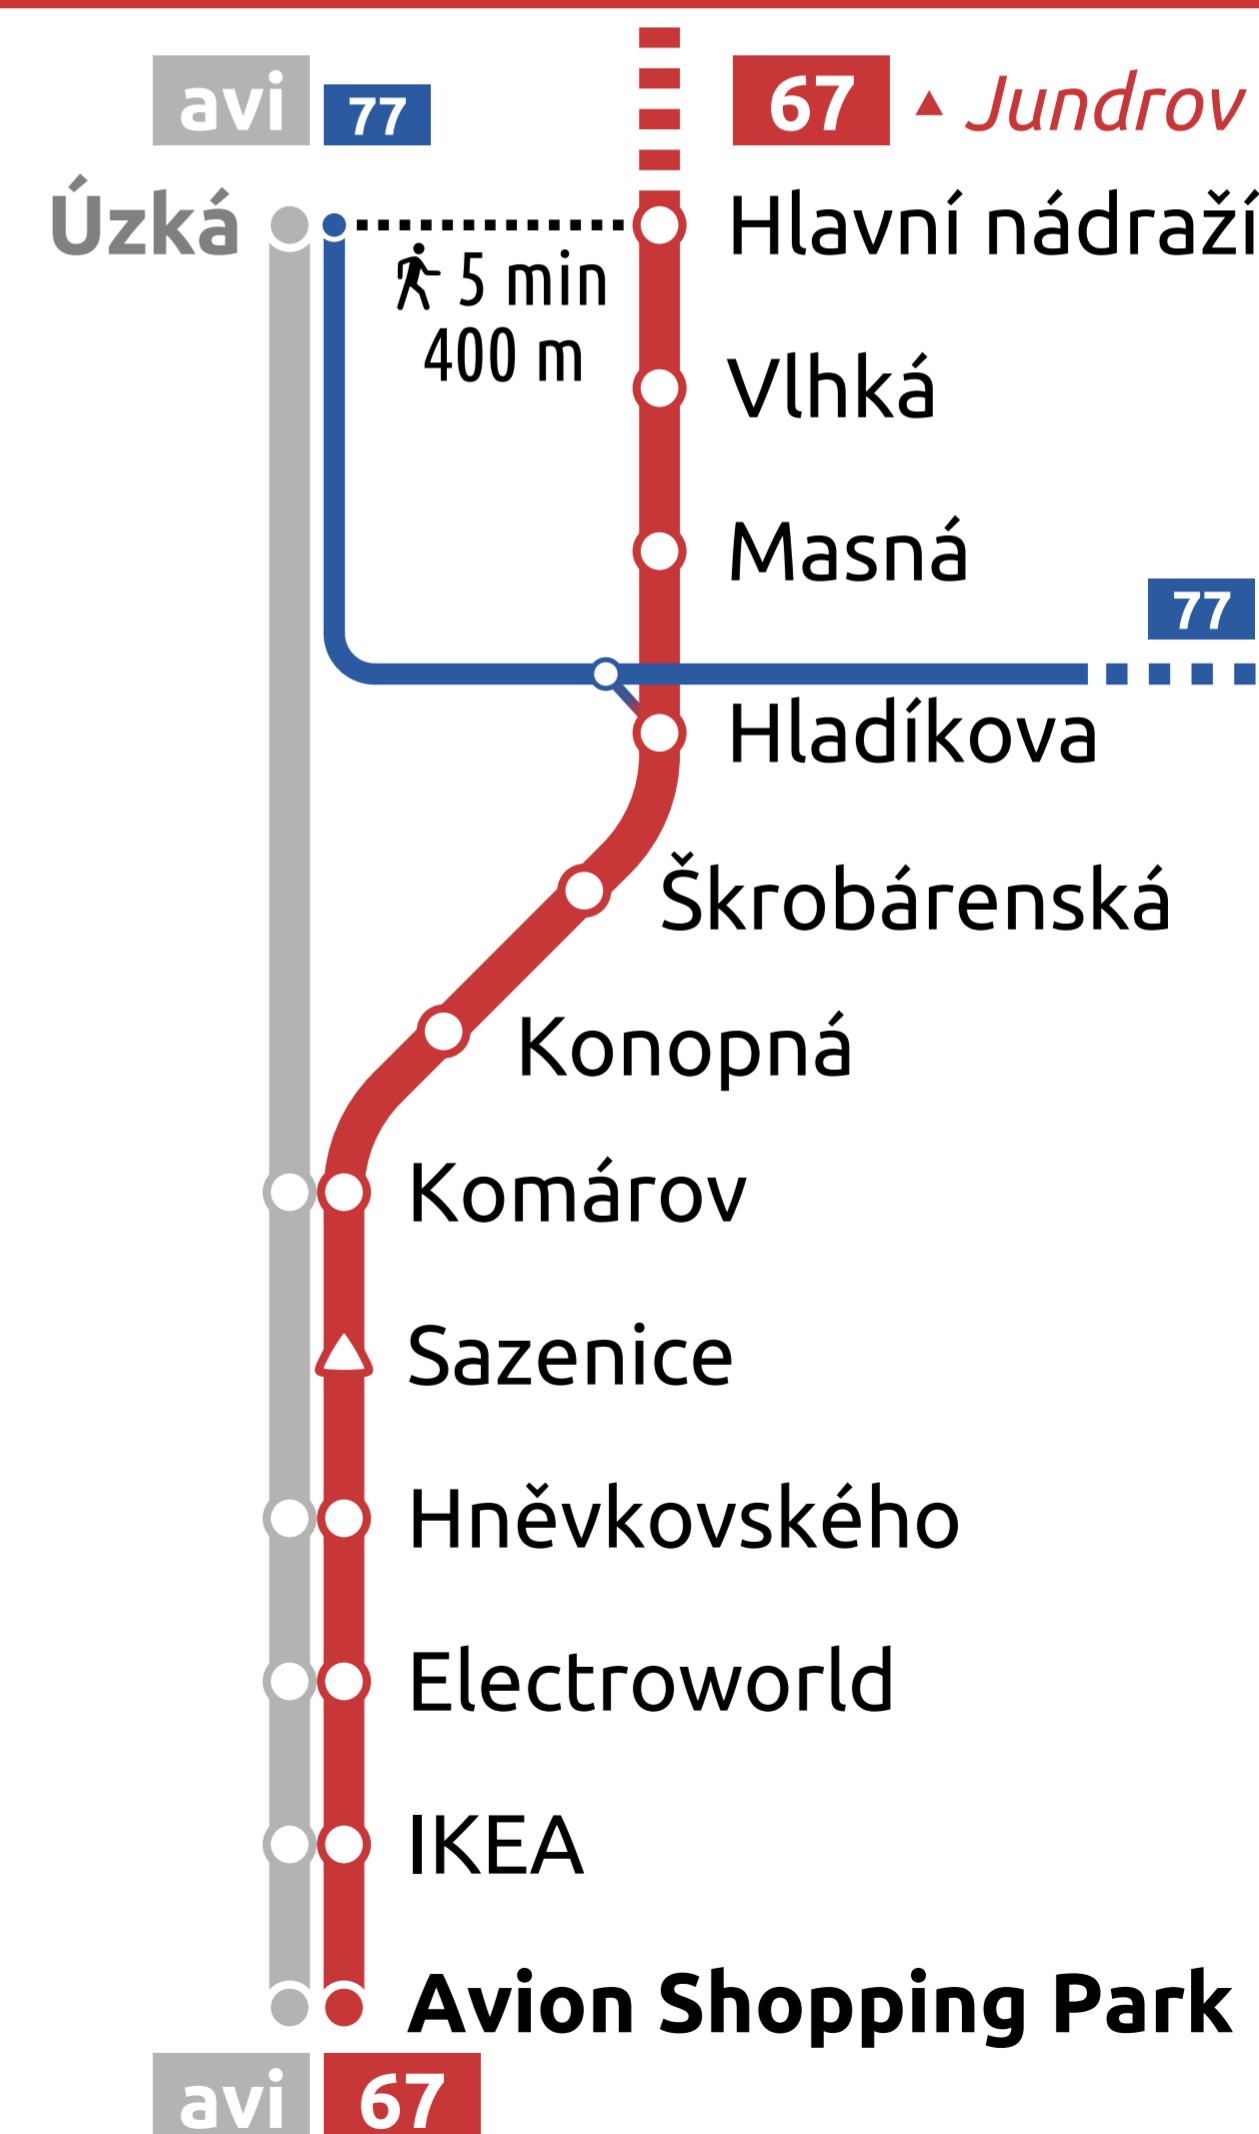 avi 77
67 ▲ Jundrov
Úzká
Hlavní nádraží
5 min
400 m
Vlhká
Masná
77
Hladíkova
Škrobárenská
Konopná
Komárov
Sazenice
Hněvkovského
Electroworld
IKEA
Avion Shopping Park
avi 67